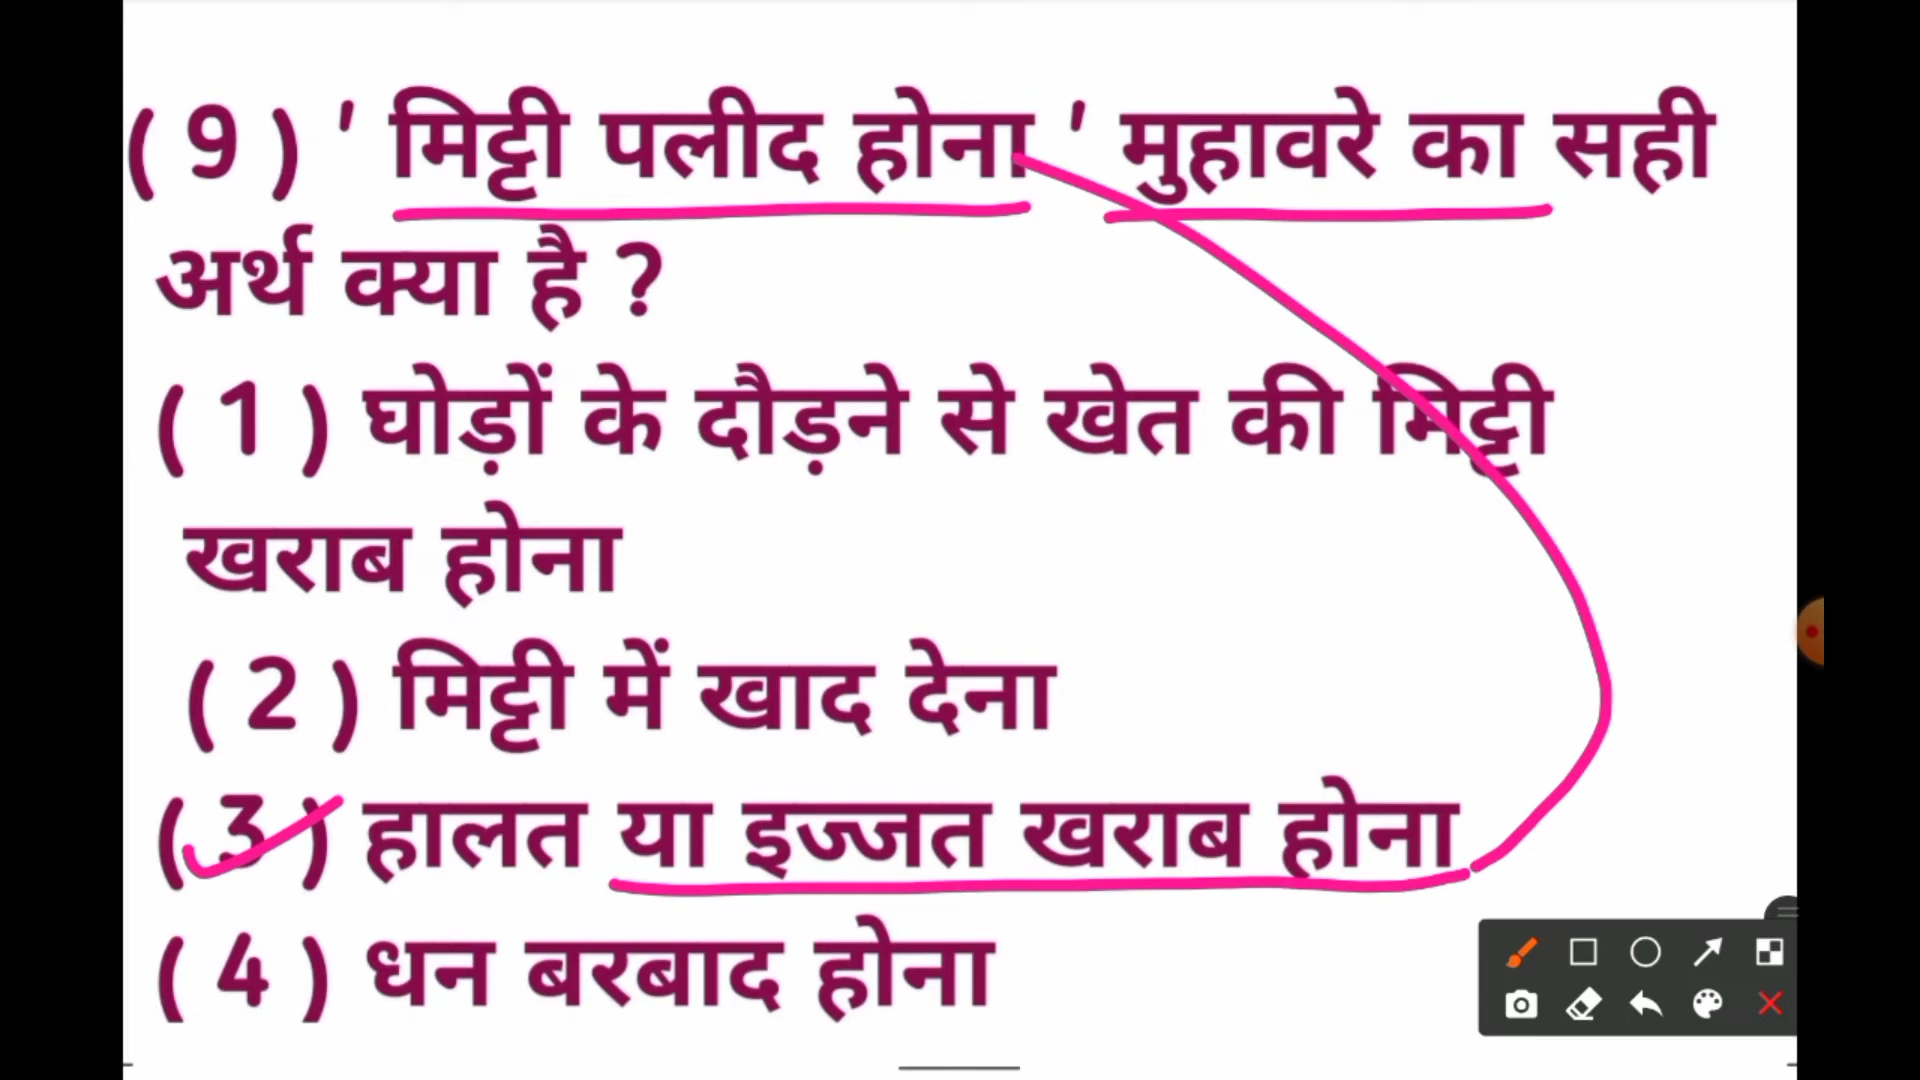 ( 9 ) ' मिट्टी पलीद होना ' मुहावरे का सही
अर्थ क्या है ?
( 1 ) घोड़ों के दौड़ने से खेत की मिट्टी
खराब होना
( 2 ) मिट्टी में खाद देना
( 3 ) हालत या इज्जत खराब होना
( 4 ) धन बरबाद होना